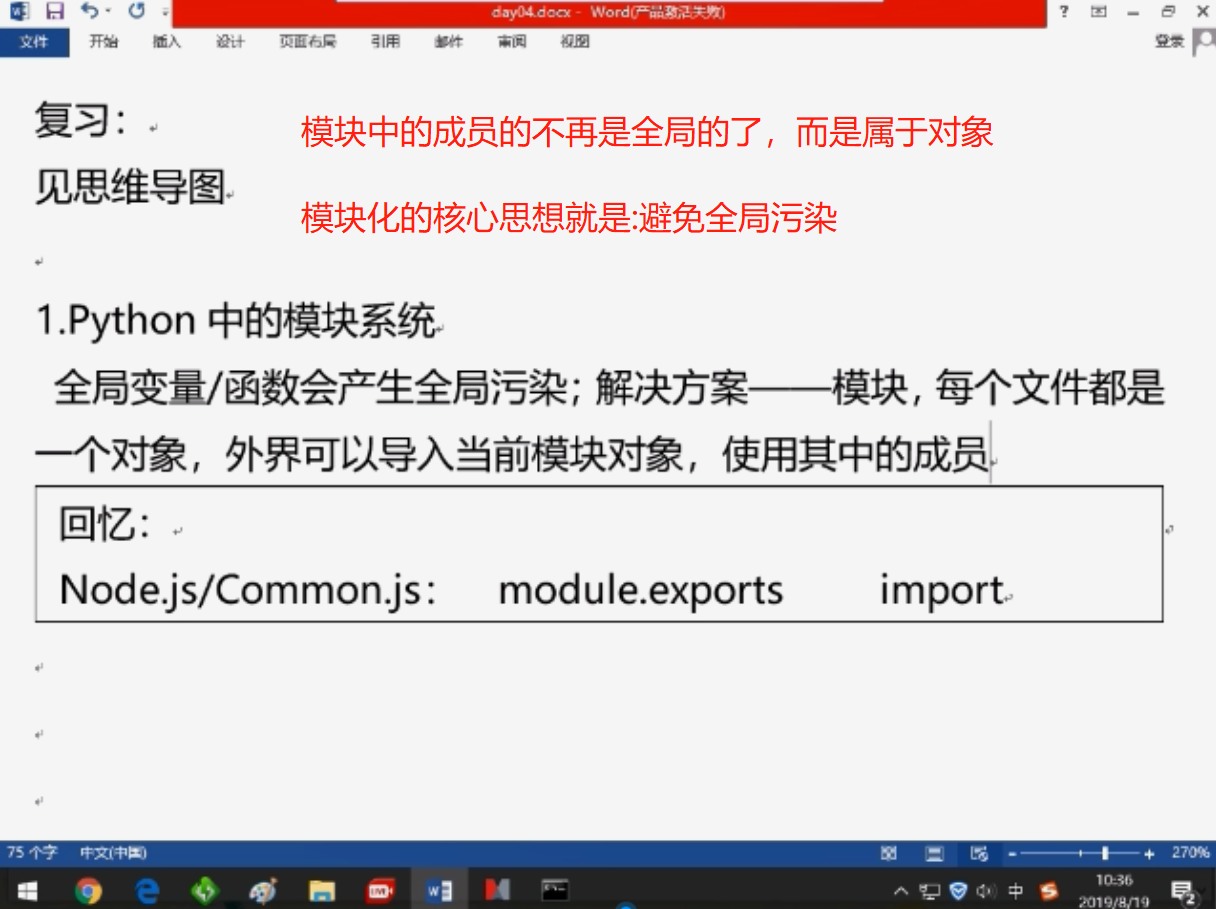 day04.docx - Word(产品激活失败)
文件 开始 插入 设计 页面布局 引用 邮件 审阅 视图 登录
复习：
模块中的成员的不再是全局的了，而是属于对象
见思维导图
模块化的核心思想就是:避免全局污染
1.Python 中的模块系统
全局变量/函数会产生全局污染；解决方案——模块，每个文件都是
一个对象，外界可以导入当前模块对象，使用其中的成员
回忆：
Node.js/Common.js： module.exports import
75 个字 中文(中国) 270%
中 10:36
2019/8/19 2